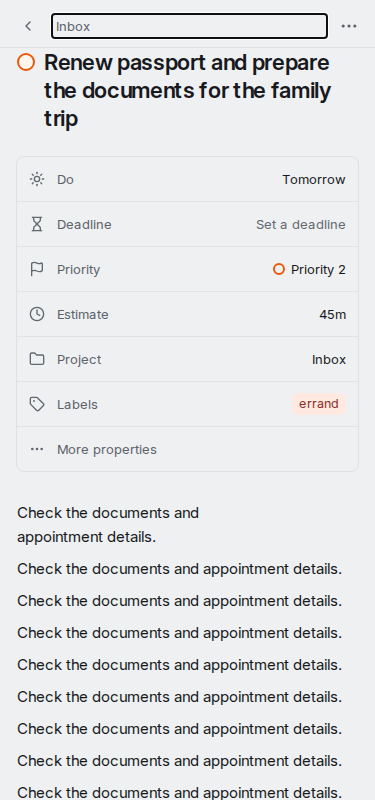 Inbox
Renew passport and prepare
the documents for the family
trip
Do
Tomorrow
Deadline
Set a deadline
Priority
Priority 2
Estimate
45m
Project
Inbox
Labels
errand
More properties
Check the documents and
appointment details.
Check the documents and appointment details.
Check the documents and appointment details.
Check the documents and appointment details.
Check the documents and appointment details.
Check the documents and appointment details.
Check the documents and appointment details.
Check the documents and appointment details.
Check the documents and appointment details.